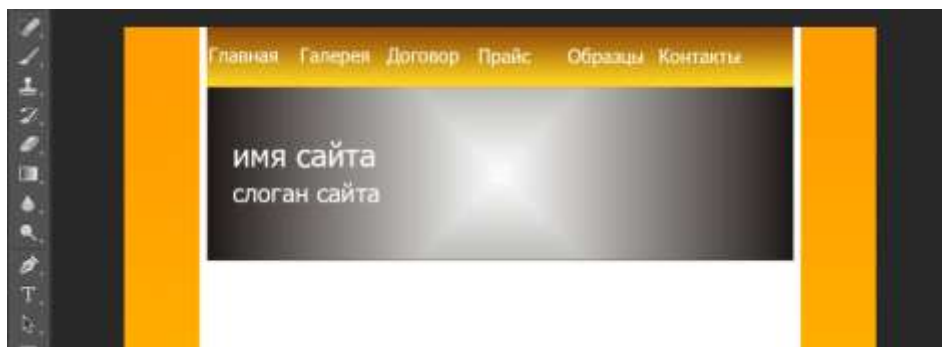 Главная Галерея Договор Прайс Образцы Контакты
имя сайта
слоган сайта